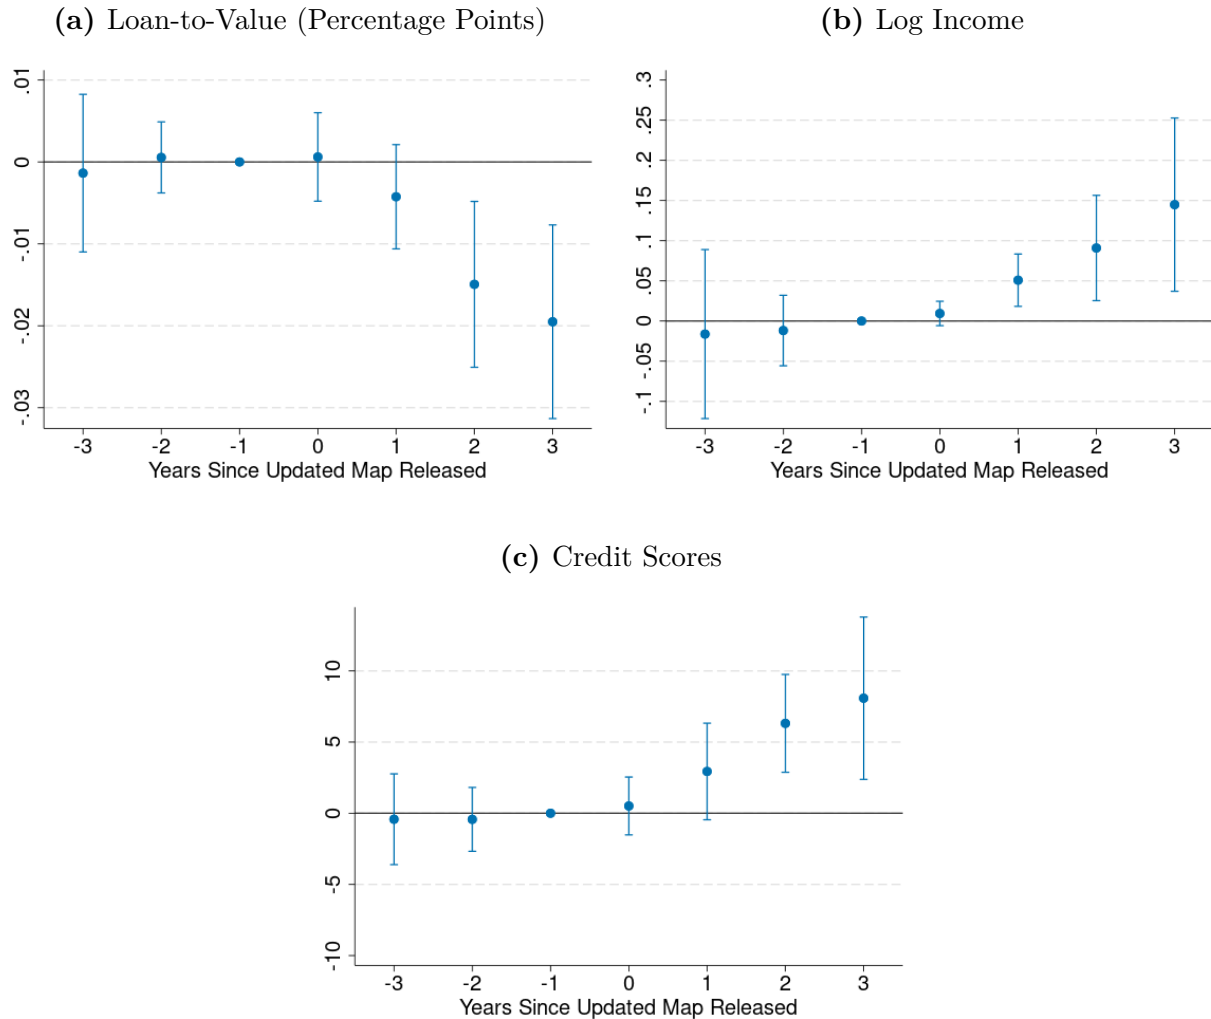 (a) Loan-to-Value (Percentage Points)
.01
0
-.01
-.02
-.03
-3 -2 -1 0 1 2 3
Years Since Updated Map Released
(b) Log Income
.3
.25
.2
.15
.1
.05
0
-.05
-.1
-3 -2 -1 0 1 2 3
Years Since Updated Map Released
(c) Credit Scores
10
5
0
-5
-10
-3 -2 -1 0 1 2 3
Years Since Updated Map Released